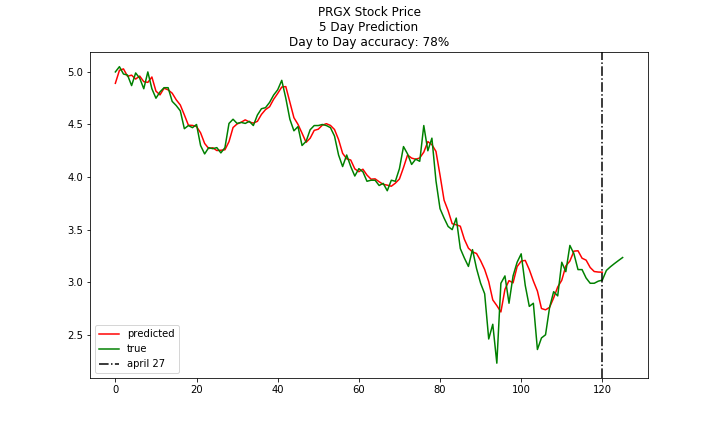 PRGX Stock Price
5 Day Prediction
Day to Day accuracy: 78%
5.0
4.5
4.0
3.5
3.0
2.5
predicted
true
april 27
0 20 40 60 80 100 120